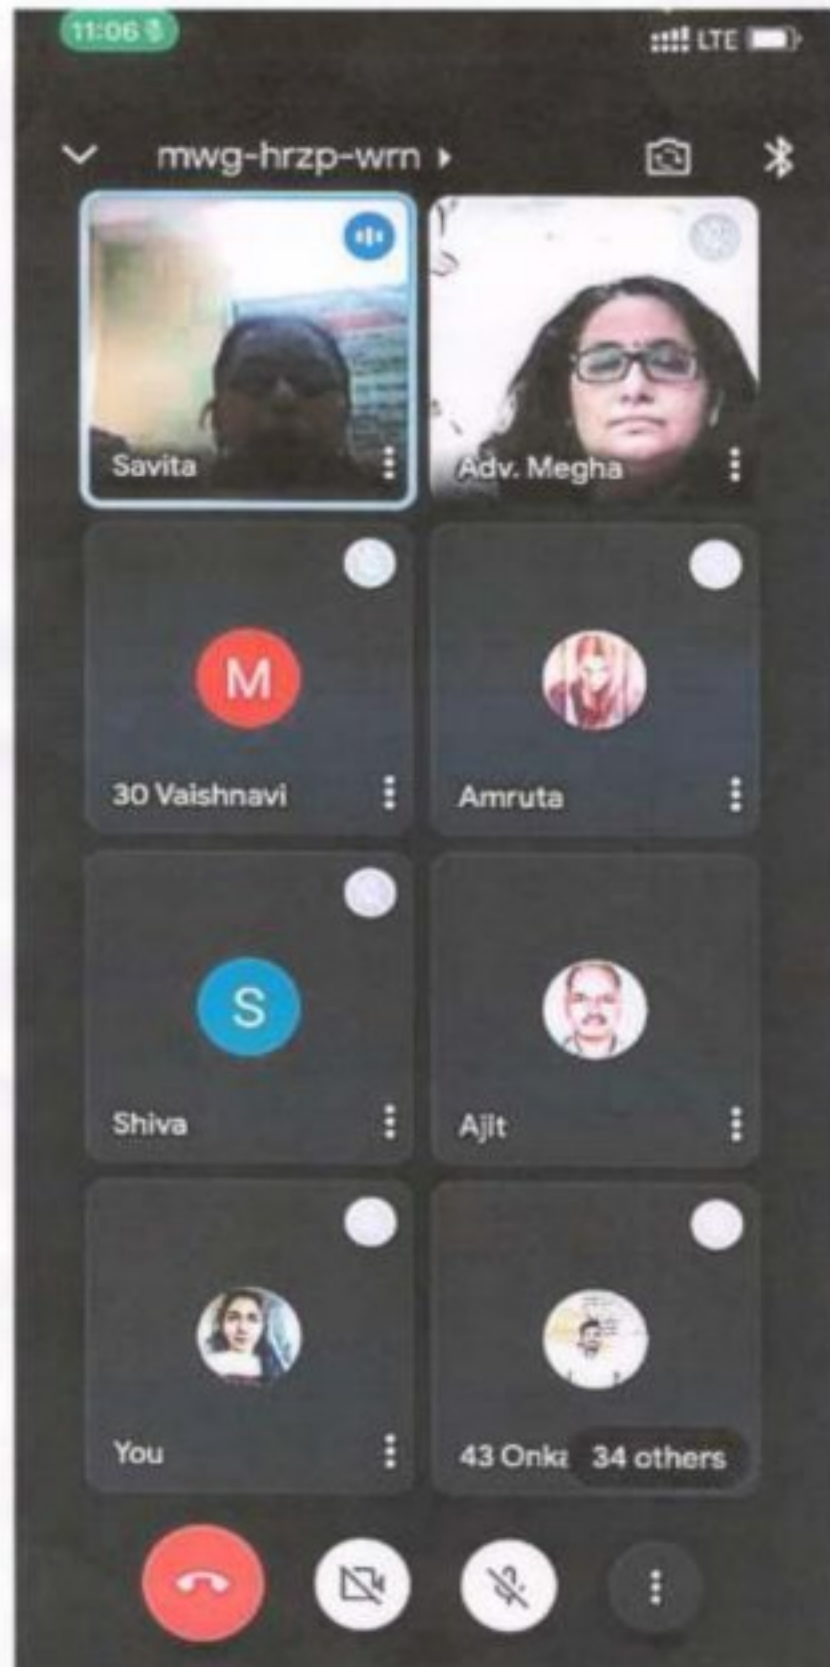 11:06 LTE
mwg-hrzp-wrn
Savita
Adv. Megha
M
30 Vaishnavi
Amruta
S
Shiva
Ajit
You
43 Onka 34 others